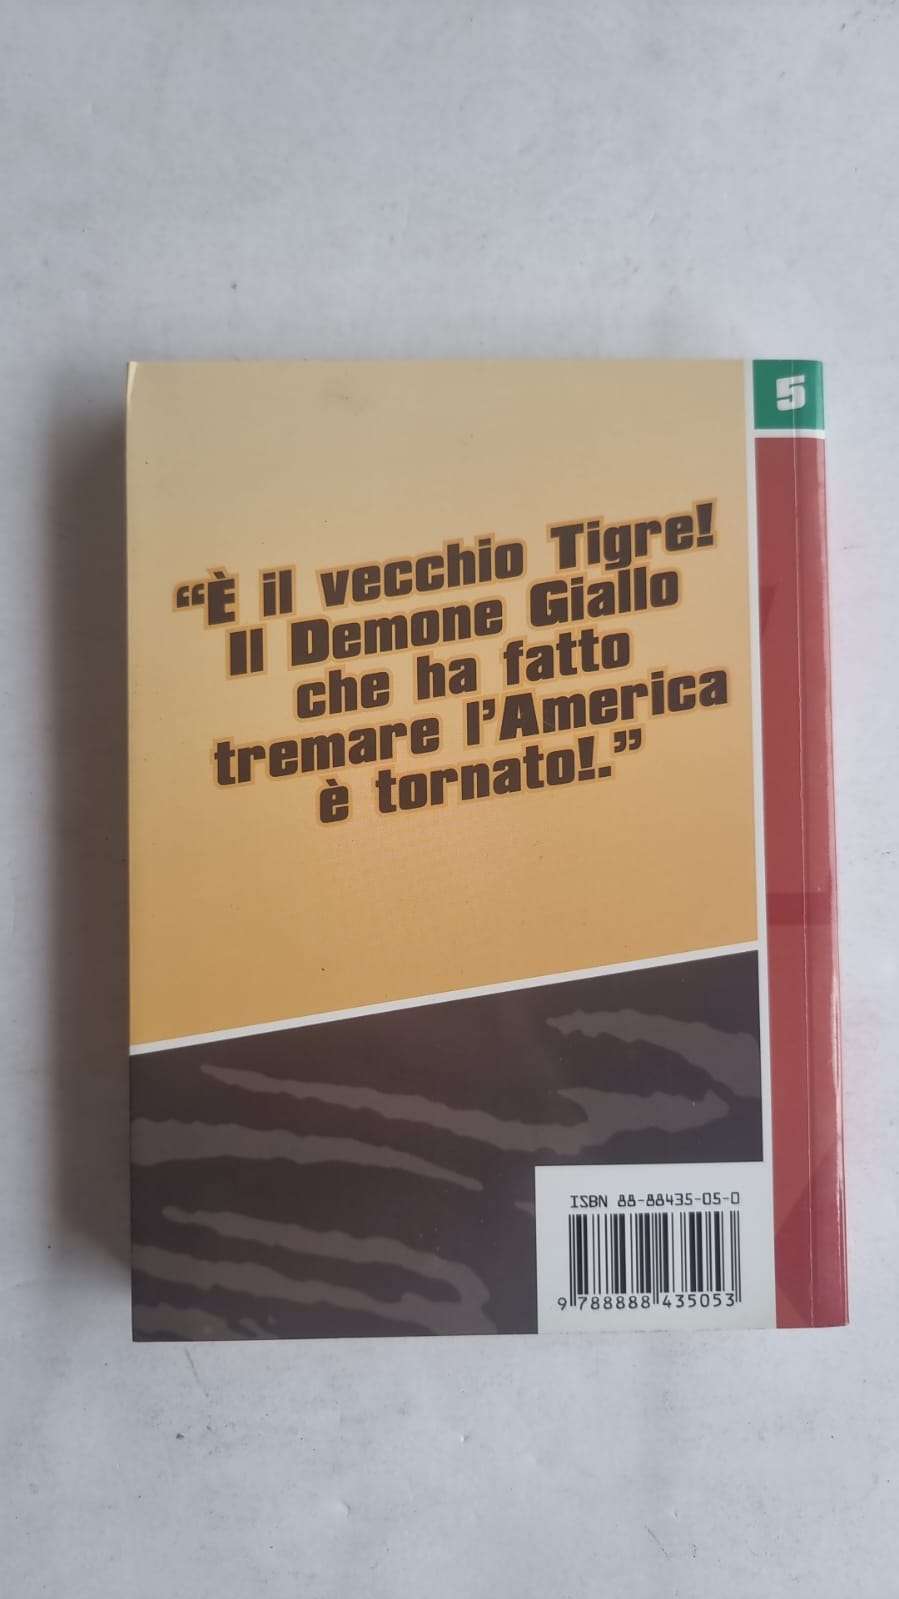 5
“È il vecchio Tigre!
Il Demone Giallo
che ha fatto
tremare l’America
è tornato!.”
ISBN 88-88435-05-0
9 788888 435053